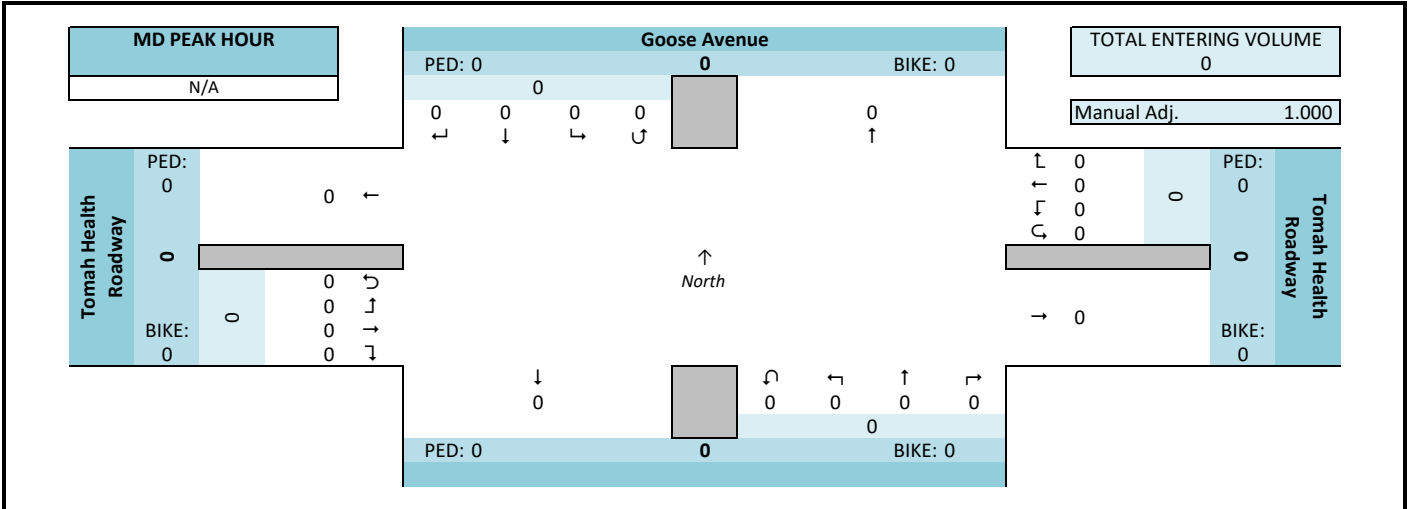 MD PEAK HOUR
N/A
Goose Avenue
PED: 0 0 BIKE: 0
0
0 0 0 0 0
↵ ↓ ↳ ↺ ↑
TOTAL ENTERING VOLUME
0
Manual Adj. 1.000
Tomah Health
Roadway
PED:
0
0
BIKE:
0
0
0 ←
0 ⮌
0 ↰
0 →
0 ↴
↑
North
↱ 0
← 0
↲ 0
⮎ 0
0
→ 0
PED:
0
0
BIKE:
0
Tomah Health
Roadway
↓
0
↶ ↰ ↑ ↱
0 0 0 0
0
PED: 0 0 BIKE: 0